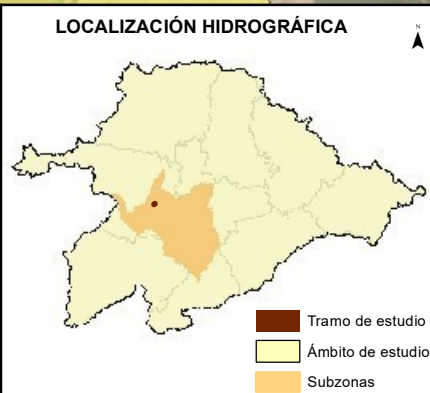 LOCALIZACIÓN HIDROGRÁFICA
N
Tramo de estudio
Ámbito de estudio
Subzonas